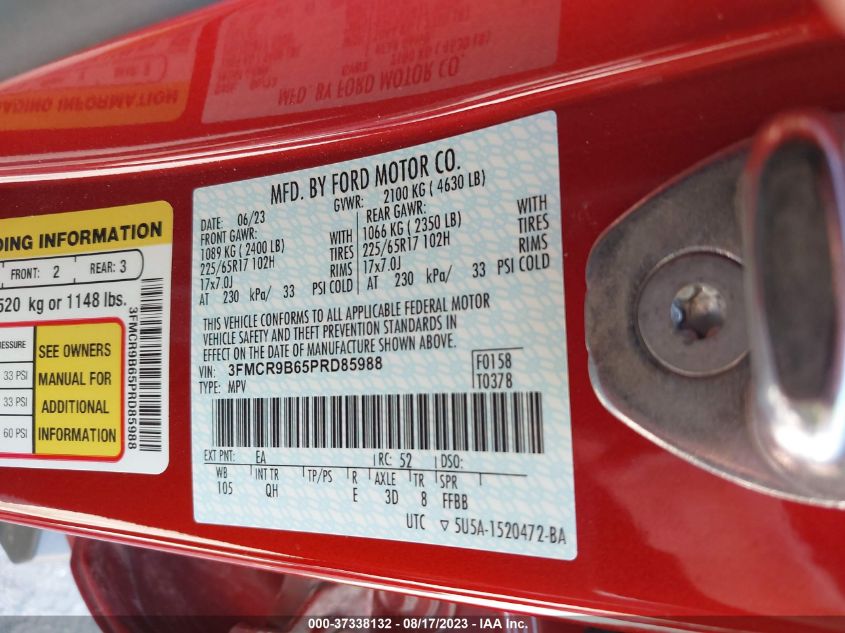 MFD. BY FORD MOTOR CO.
DATE: 06/23 GVWR: 2100 KG ( 4630 LB)
FRONT GAWR: REAR GAWR:
1089 KG ( 2400 LB) WITH 1066 KG ( 2350 LB) WITH
225/65R17 102H TIRES 225/65R17 102H TIRES
17x7.0J RIMS 17x7.0J RIMS
AT 230 kPa/ 33 PSI COLD AT 230 kPa/ 33 PSI COLD
THIS VEHICLE CONFORMS TO ALL APPLICABLE FEDERAL MOTOR
VEHICLE SAFETY AND THEFT PREVENTION STANDARDS IN
EFFECT ON THE DATE OF MANUFACTURE SHOWN ABOVE.
VIN: 3FMCR9B65PRD85988 F0158
TYPE: MPV T0378
EXT PNT: EA RC: 52 DSO:
WB INT TR TP/PS R AXLE TR SPR
105 QH E 3D 8 FFBB
UTC ▽ 5U5A-1520472-BA
DING INFORMATION
FRONT: 2 REAR: 3
520 kg or 1148 lbs.
3FMCR9B65PRD85988
SEE OWNERS
33 PSI MANUAL FOR
33 PSI ADDITIONAL
60 PSI INFORMATION
000-37338132 - 08/17/2023 - IAA Inc.